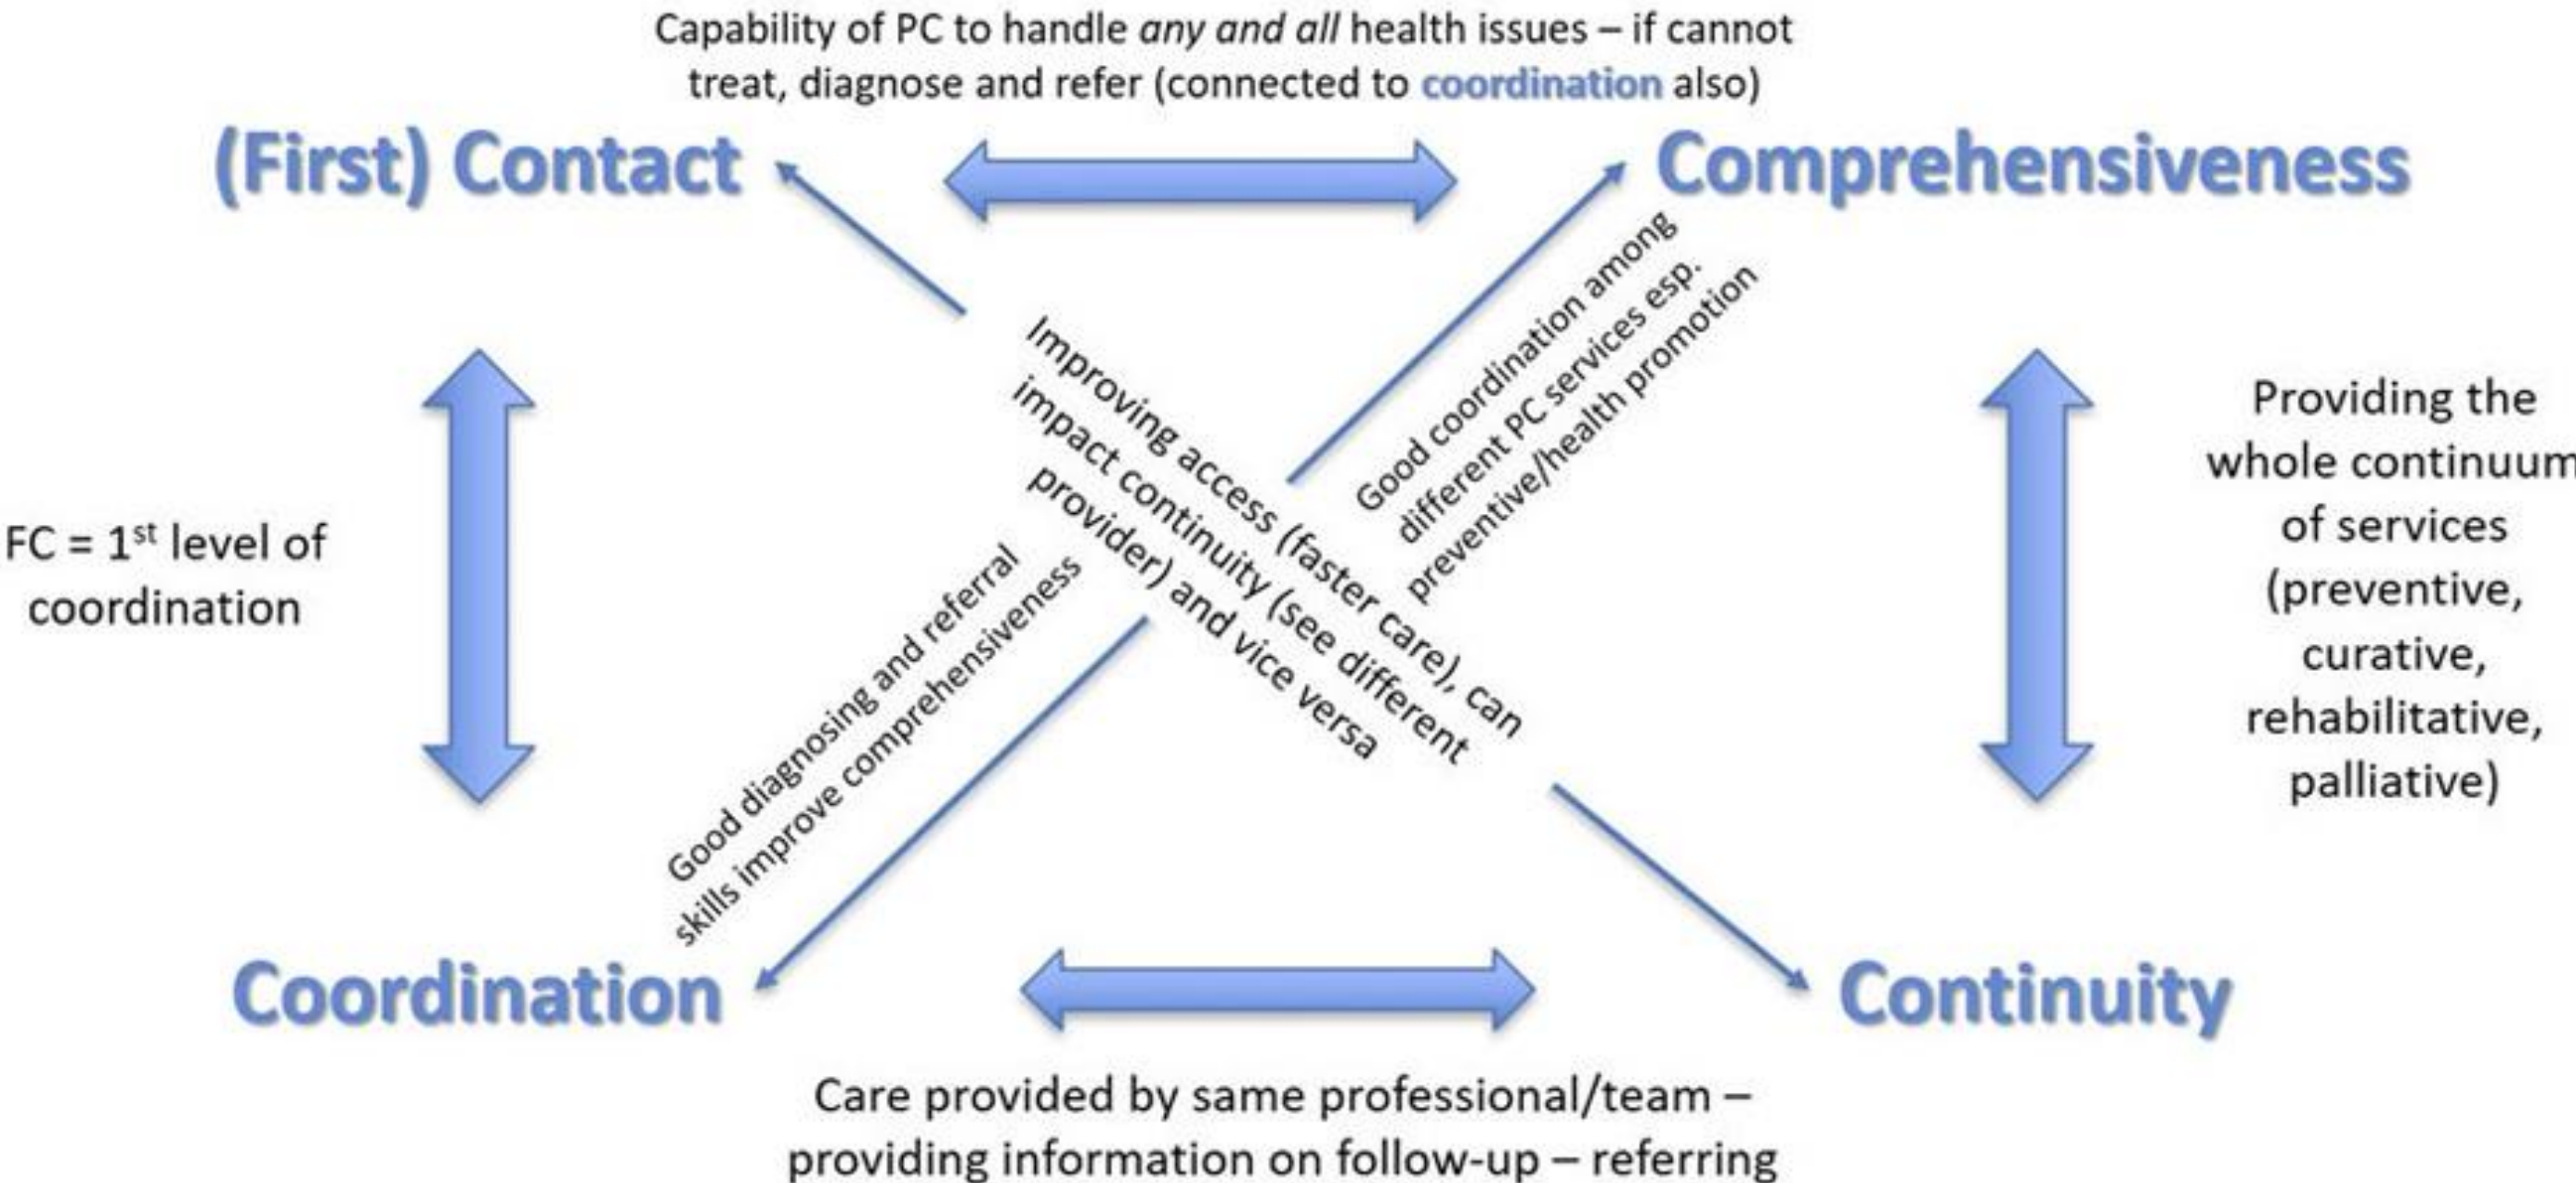 Capability of PC to handle any and all health issues – if cannot
treat, diagnose and refer (connected to coordination also)
(First) Contact
Comprehensiveness
Good coordination among
different PC services esp.
preventive/health promotion
Improving access (faster care), can
impact continuity (see different
provider) and vice versa
FC = 1st level of
coordination
Providing the
whole continuum
of services
(preventive,
curative,
rehabilitative,
palliative)
Good diagnosing and referral
skills improve comprehensiveness
Coordination
Continuity
Care provided by same professional/team –
providing information on follow-up – referring